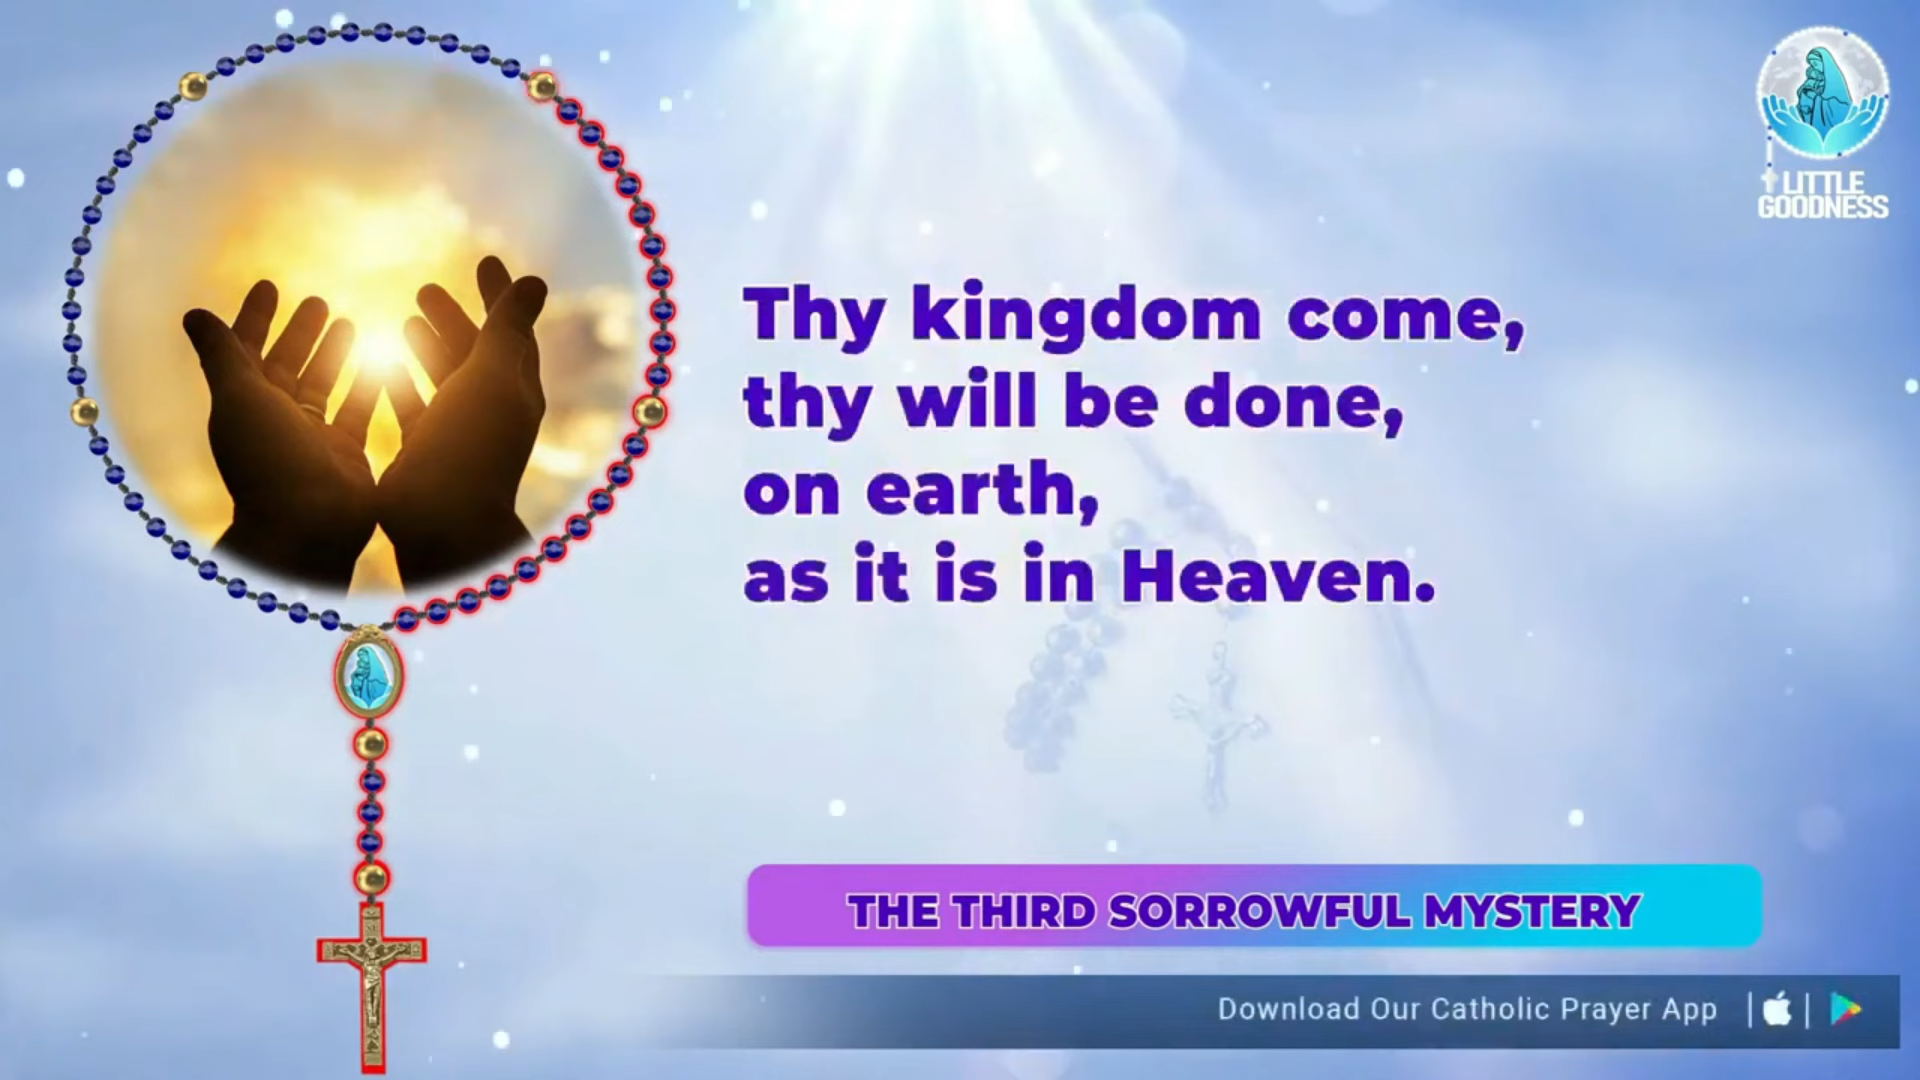 LITTLE
GOODNESS
Thy kingdom come,
thy will be done,
on earth,
as it is in Heaven.
THE THIRD SORROWFUL MYSTERY
Download Our Catholic Prayer App